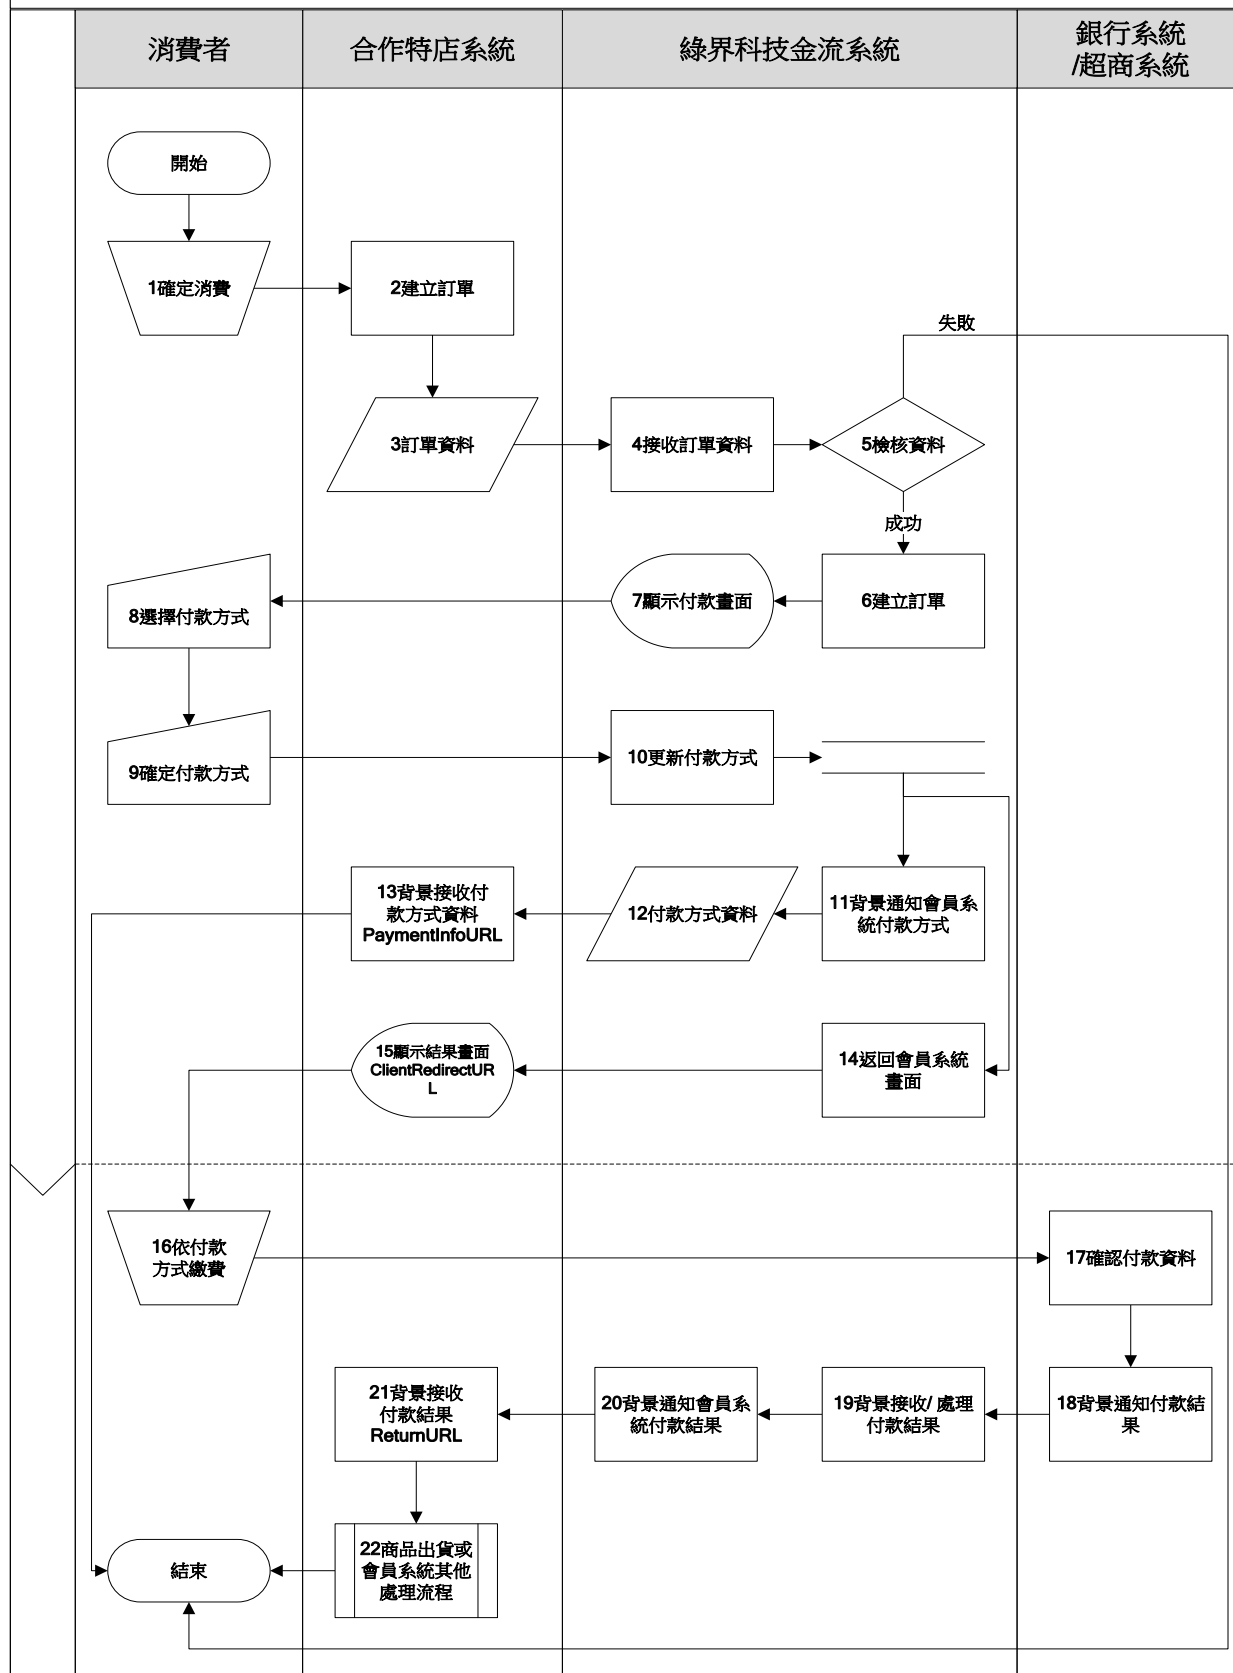 消費者
合作特店系統
綠界科技金流系統
銀行系統
/超商系統
開始
1確定消費
2建立訂單
失敗
3訂單資料
4接收訂單資料
5檢核資料
成功
8選擇付款方式
7顯示付款畫面
6建立訂單
9確定付款方式
10更新付款方式
13背景接收付
款方式資料
PaymentInfoURL
12付款方式資料
11背景通知會員系
統付款方式
15顯示結果畫面
ClientRedirectUR
L
14返回會員系統
畫面
16依付款
方式繳費
17確認付款資料
21背景接收
付款結果
ReturnURL
20背景通知會員系
統付款結果
19背景接收/ 處理
付款結果
18背景通知付款結
果
結束
22商品出貨或
會員系統其他
處理流程